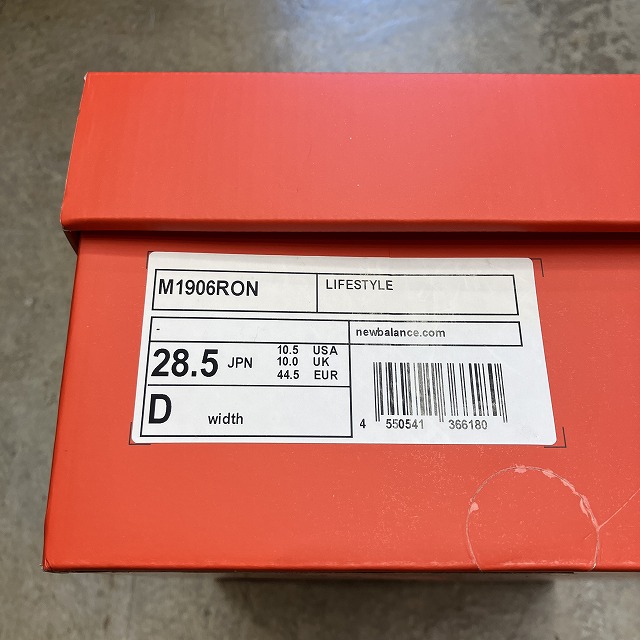 M1906RON
LIFESTYLE
-
newbalance.com
28.5 JPN
10.5 USA
10.0 UK
44.5 EUR
D width
4 550541 366180